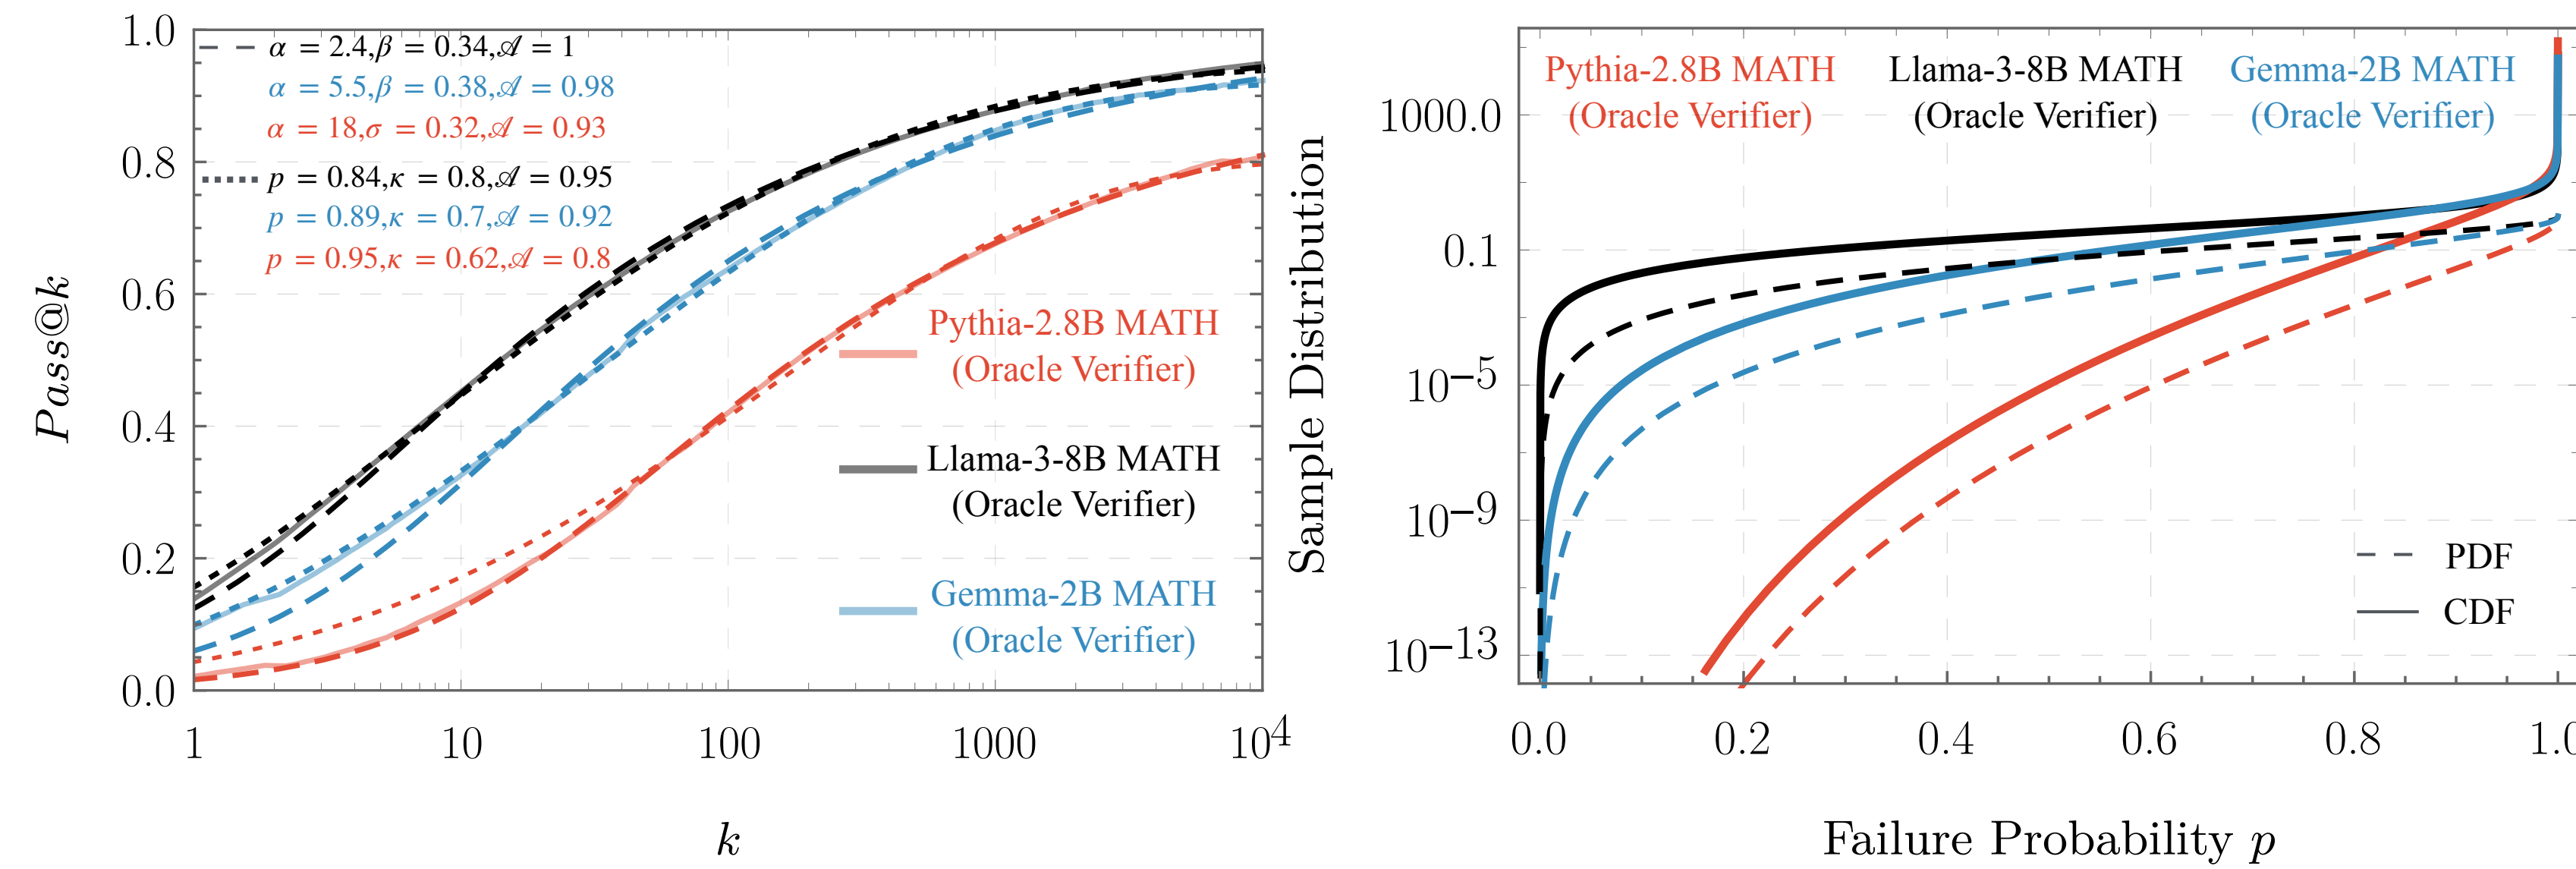 α = 2.4,β = 0.34,𝒜 = 1
α = 5.5,β = 0.38,𝒜 = 0.98
α = 18,σ = 0.32,𝒜 = 0.93
p = 0.84,κ = 0.8,𝒜 = 0.95
p = 0.89,κ = 0.7,𝒜 = 0.92
p = 0.95,κ = 0.62,𝒜 = 0.8
Pythia-2.8B MATH
(Oracle Verifier)
Llama-3-8B MATH
(Oracle Verifier)
Gemma-2B MATH
(Oracle Verifier)
Pass@k
1.0
0.8
0.6
0.4
0.2
0.0
1 10 100 1000 10⁴
k
Pythia-2.8B MATH
(Oracle Verifier)
Llama-3-8B MATH
(Oracle Verifier)
Gemma-2B MATH
(Oracle Verifier)
Sample Distribution
1000.0
0.1
10⁻⁵
10⁻⁹
10⁻¹³
PDF
CDF
0.0 0.2 0.4 0.6 0.8 1.0
Failure Probability p